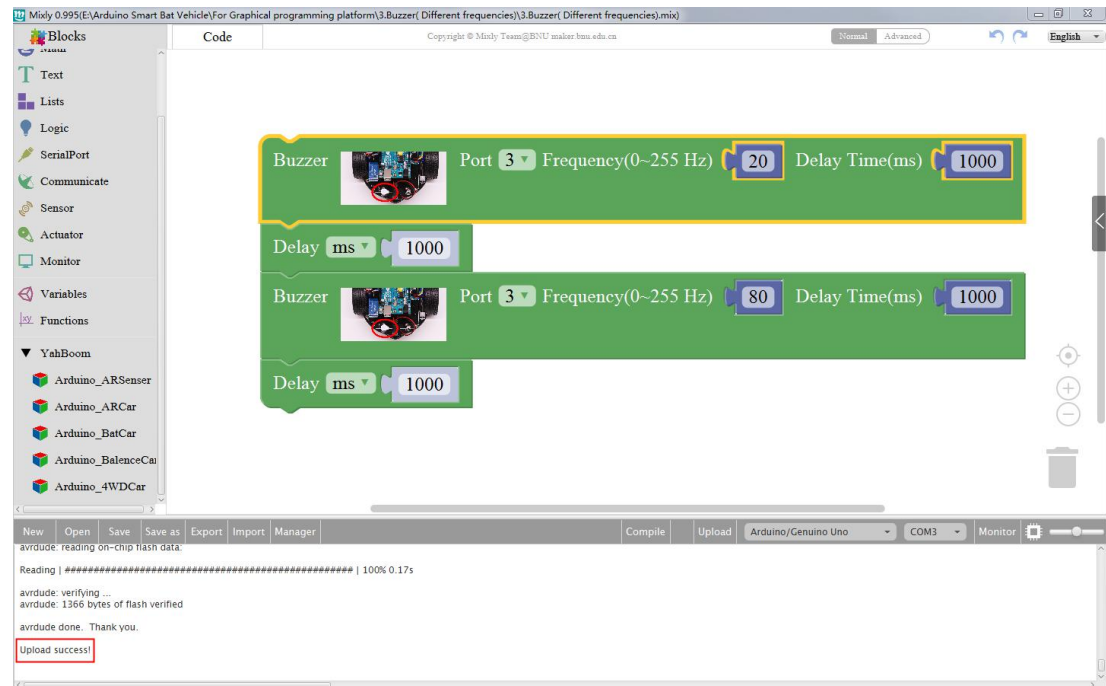 Mixly 0.995(E:\Arduino Smart Bat Vehicle\For Graphical programming platform\3.Buzzer( Different frequencies)\3.Buzzer( Different frequencies).mix)
Blocks Code Copyright © Mixly Team@BNU maker.bnu.edu.cn Normal Advanced English
Math
Text
Lists
Logic
SerialPort
Communicate
Sensor
Actuator
Monitor
Variables
Functions
YahBoom
Arduino_ARSenser
Arduino_ARCar
Arduino_BatCar
Arduino_BalenceCar
Arduino_4WDCar
Buzzer Port 3 Frequency(0~255 Hz) 20 Delay Time(ms) 1000
Delay ms 1000
Buzzer Port 3 Frequency(0~255 Hz) 80 Delay Time(ms) 1000
Delay ms 1000
New Open Save Save as Export Import Manager Compile Upload Arduino/Genuino Uno COM3 Monitor
avrdude: reading on-chip flash data:
Reading | ################################################## | 100% 0.17s
avrdude: verifying ...
avrdude: 1366 bytes of flash verified
avrdude done.  Thank you.
Upload success!